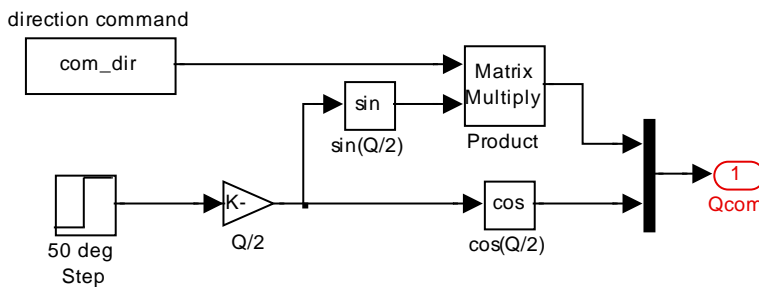 direction command
com_dir
Matrix
Multiply
Product
sin
sin(Q/2)
50 deg
Step
K-
Q/2
cos
cos(Q/2)
1
Qcom